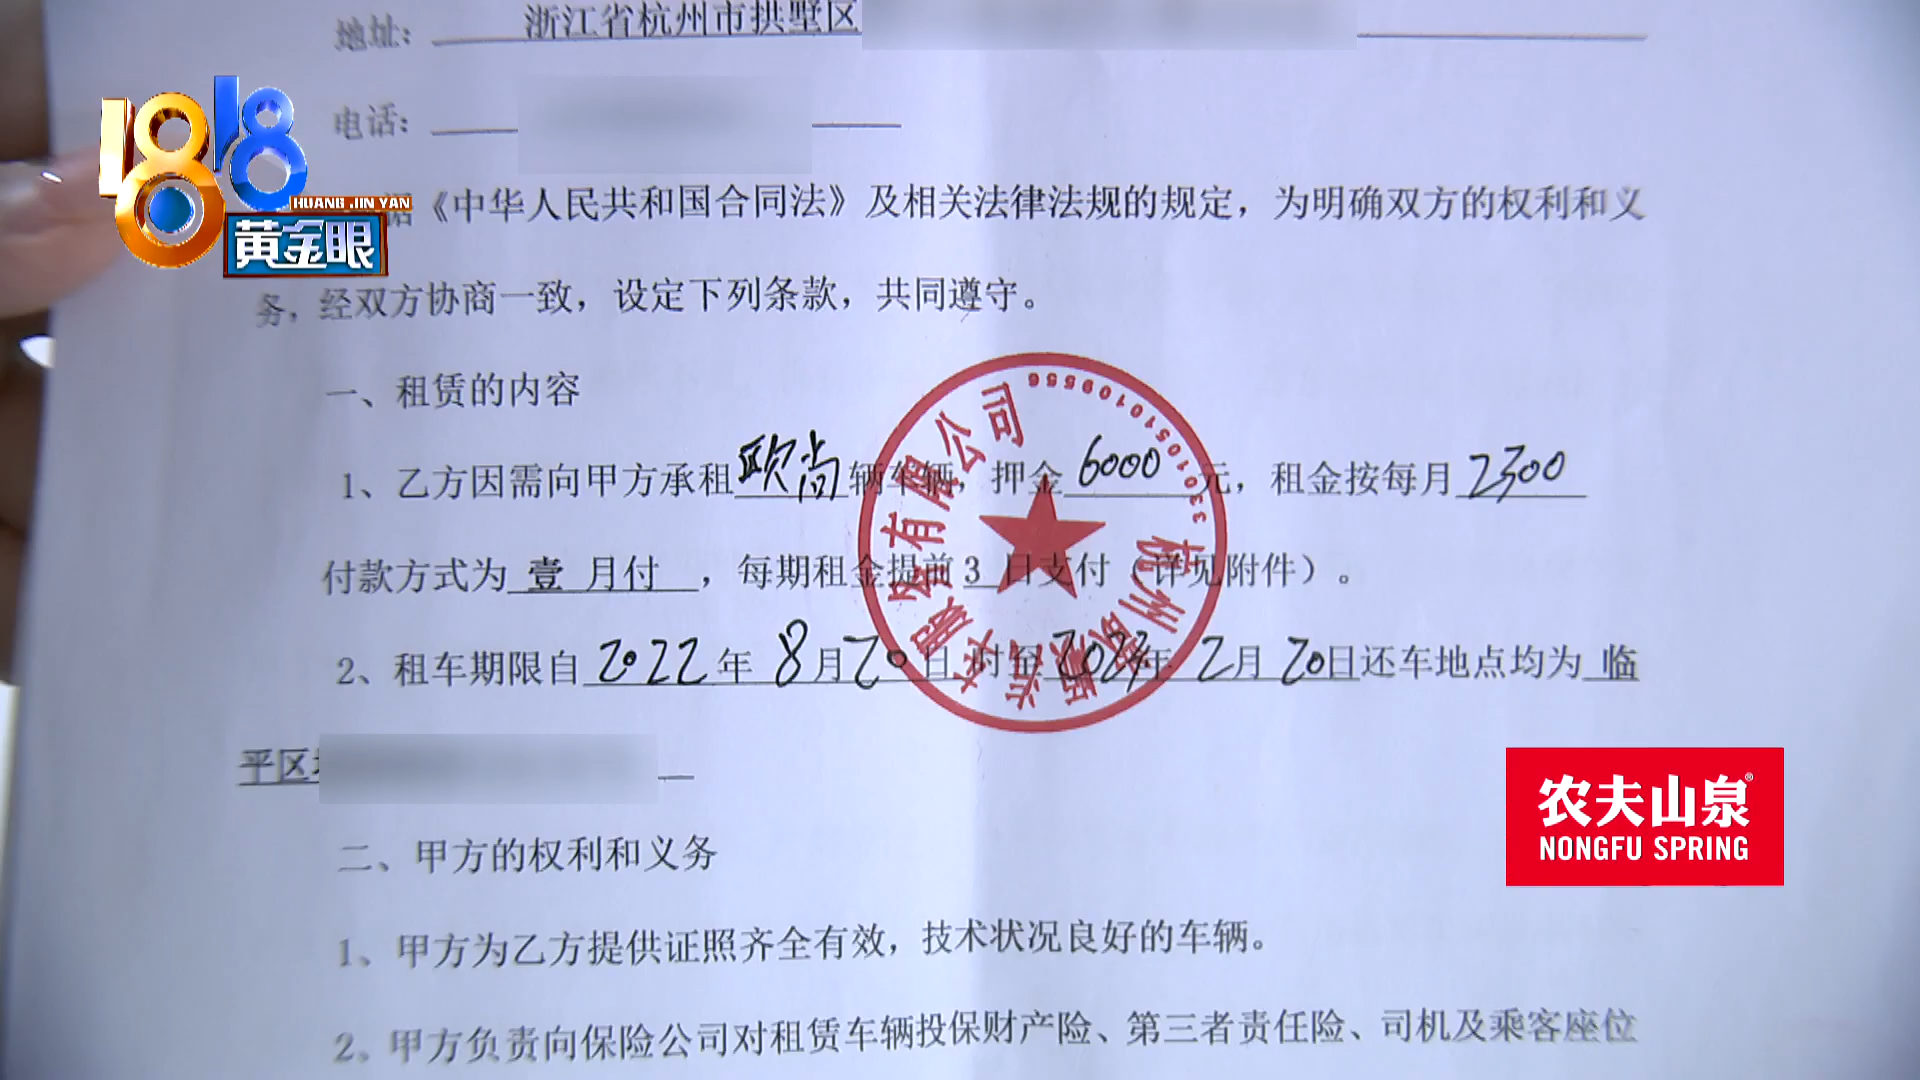 地址: 浙江省杭州市拱墅区
电话:
1818
HUANG JIN YAN
黄金眼
据《中华人民共和国合同法》及相关法律法规的规定，为明确双方的权利和义
务，经双方协商一致，设定下列条款，共同遵守。
一、租赁的内容
1、乙方因需向甲方承租欧尚辆车辆，押金6000元，租金按每月2300
付款方式为 壹 月付 ，每期租金提前3 日支付（详见附件）。
2、租车期限自2022年8月20日 时至2023年2月20日还车地点均为 临
平区
二、甲方的权利和义务
1、甲方为乙方提供证照齐全有效，技术状况良好的车辆。
2、甲方负责向保险公司对租赁车辆投保财产险、第三者责任险、司机及乘客座位
汽车服务有限公司
农夫山泉®
NONGFU SPRING